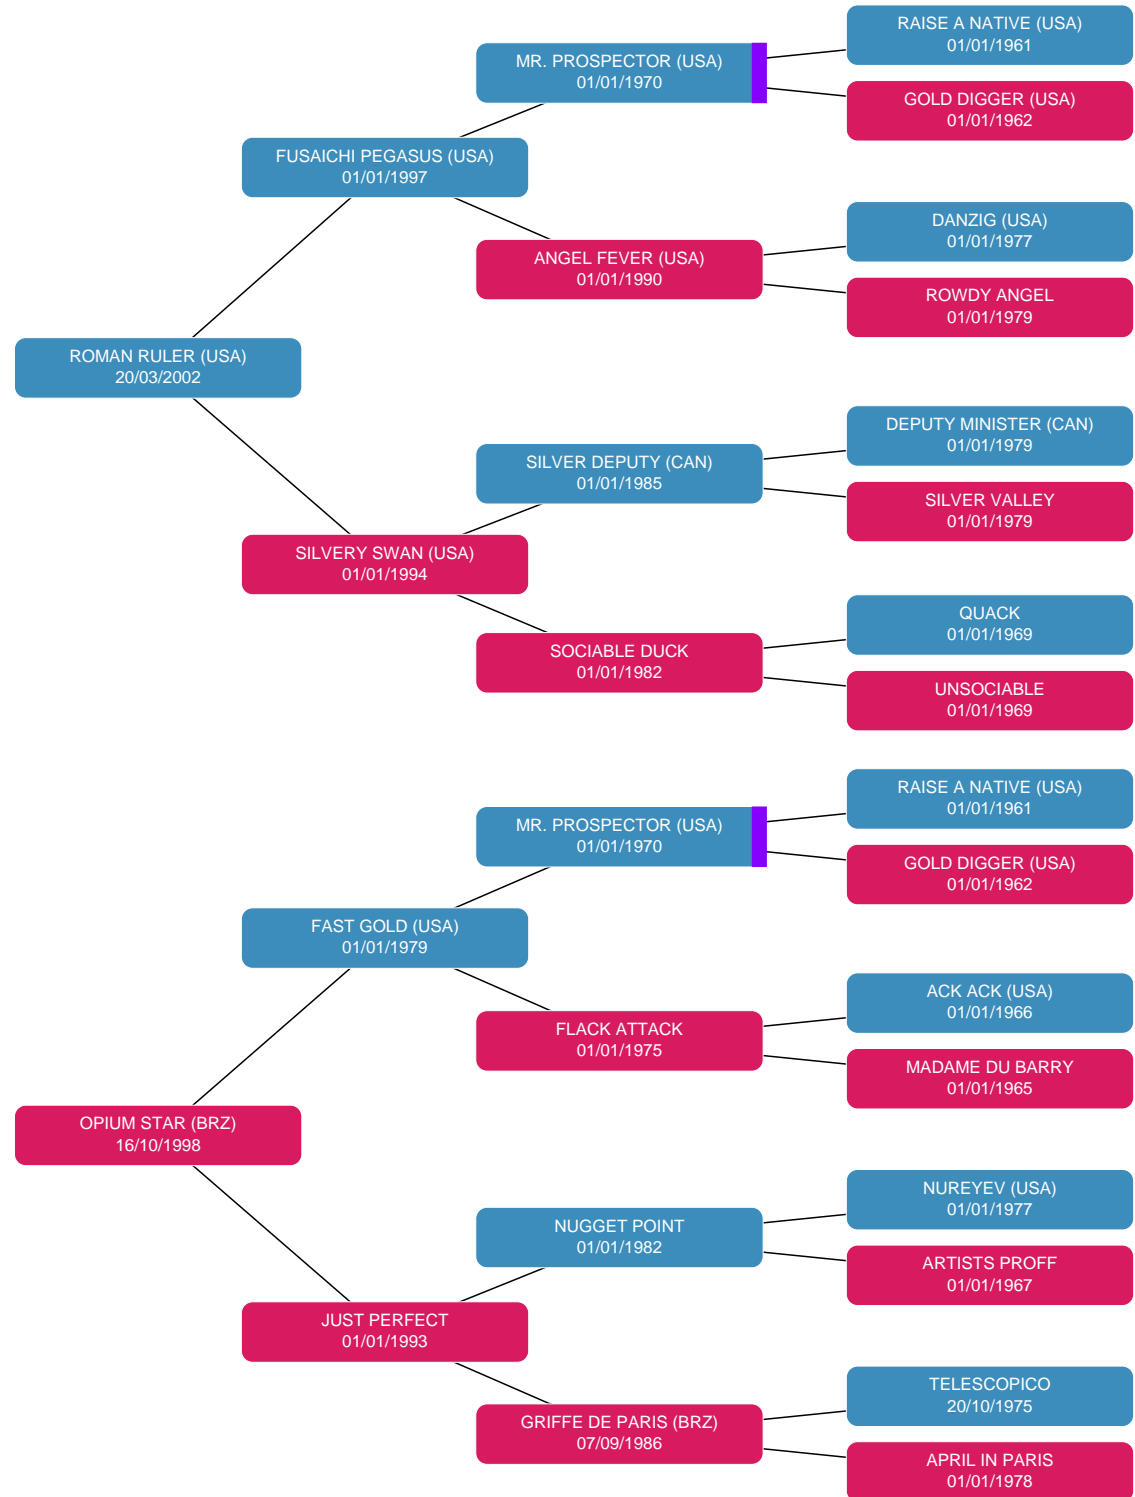 RAISE A NATIVE (USA)
01/01/1961
MR. PROSPECTOR (USA)
01/01/1970
GOLD DIGGER (USA)
01/01/1962
FUSAICHI PEGASUS (USA)
01/01/1997
DANZIG (USA)
01/01/1977
ANGEL FEVER (USA)
01/01/1990
ROWDY ANGEL
01/01/1979
ROMAN RULER (USA)
20/03/2002
DEPUTY MINISTER (CAN)
01/01/1979
SILVER DEPUTY (CAN)
01/01/1985
SILVER VALLEY
01/01/1979
SILVERY SWAN (USA)
01/01/1994
QUACK
01/01/1969
SOCIABLE DUCK
01/01/1982
UNSOCIABLE
01/01/1969
RAISE A NATIVE (USA)
01/01/1961
MR. PROSPECTOR (USA)
01/01/1970
GOLD DIGGER (USA)
01/01/1962
FAST GOLD (USA)
01/01/1979
ACK ACK (USA)
01/01/1966
FLACK ATTACK
01/01/1975
MADAME DU BARRY
01/01/1965
OPIUM STAR (BRZ)
16/10/1998
NUREYEV (USA)
01/01/1977
NUGGET POINT
01/01/1982
ARTISTS PROFF
01/01/1967
JUST PERFECT
01/01/1993
TELESCOPICO
20/10/1975
GRIFFE DE PARIS (BRZ)
07/09/1986
APRIL IN PARIS
01/01/1978